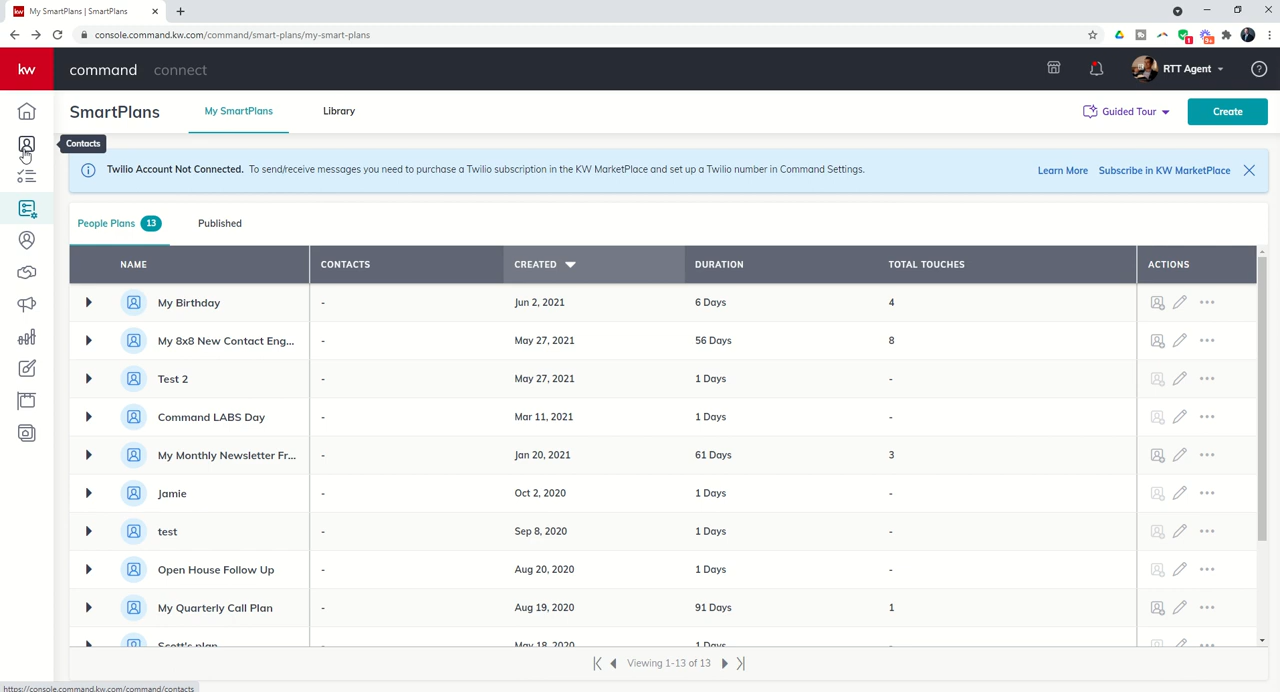 My SmartPlans | SmartPlans
console.command.kw.com/command/smart-plans/my-smart-plans
kw command connect RTT Agent
SmartPlans My SmartPlans Library Guided Tour Create
Contacts
Twilio Account Not Connected. To send/receive messages you need to purchase a Twilio subscription in the KW MarketPlace and set up a Twilio number in Command Settings. Learn More Subscribe in KW MarketPlace
People Plans 13 Published
NAME CONTACTS CREATED DURATION TOTAL TOUCHES ACTIONS
My Birthday - Jun 2, 2021 6 Days 4
My 8x8 New Contact Eng... - May 27, 2021 56 Days 8
Test 2 - May 27, 2021 1 Days -
Command LABS Day - Mar 11, 2021 1 Days -
My Monthly Newsletter Fr... - Jan 20, 2021 61 Days 3
Jamie - Oct 2, 2020 1 Days -
test - Sep 8, 2020 1 Days -
Open House Follow Up - Aug 20, 2020 1 Days -
My Quarterly Call Plan - Aug 19, 2020 91 Days 1
Scott's plan - May 18, 2020 1 Days -
Viewing 1-13 of 13
https://console.command.kw.com/command/contacts